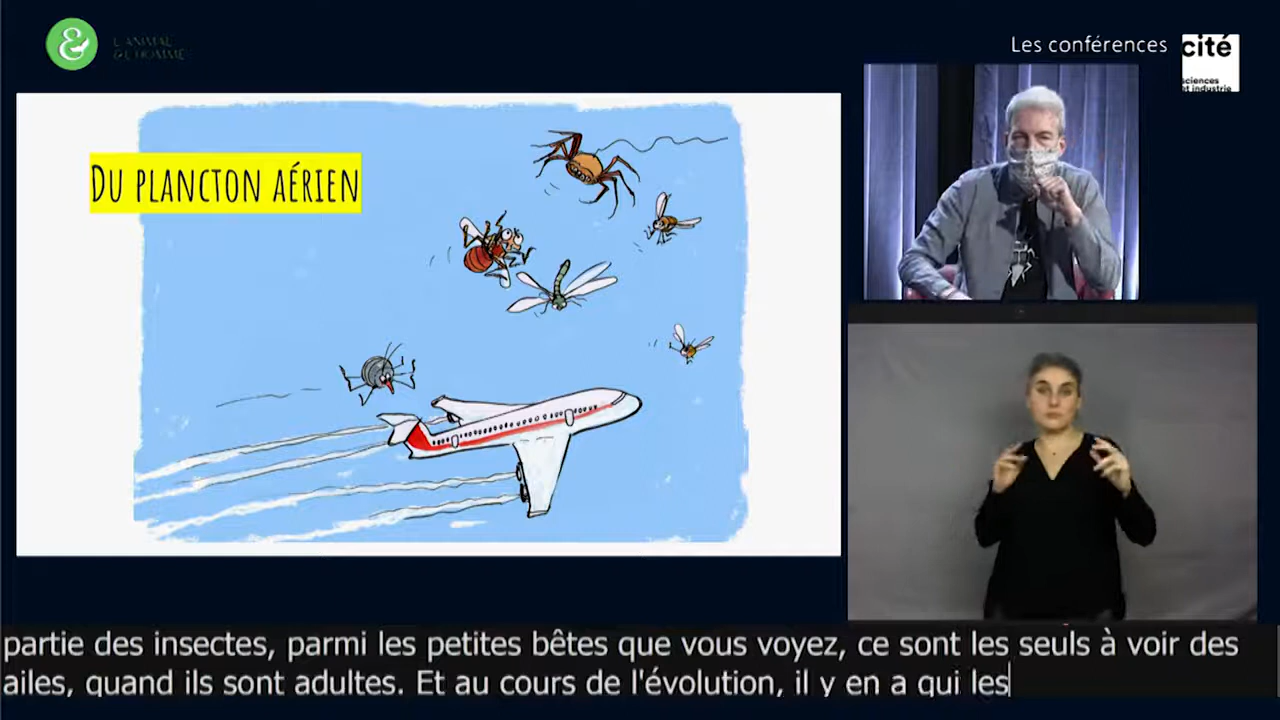 &
L'ANIMAL
& L'HOMME
Les conférences
cité
sciences
et industrie
DU PLANCTON AÉRIEN
partie des insectes, parmi les petites bêtes que vous voyez, ce sont les seuls à voir des
ailes, quand ils sont adultes. Et au cours de l'évolution, il y en a qui les